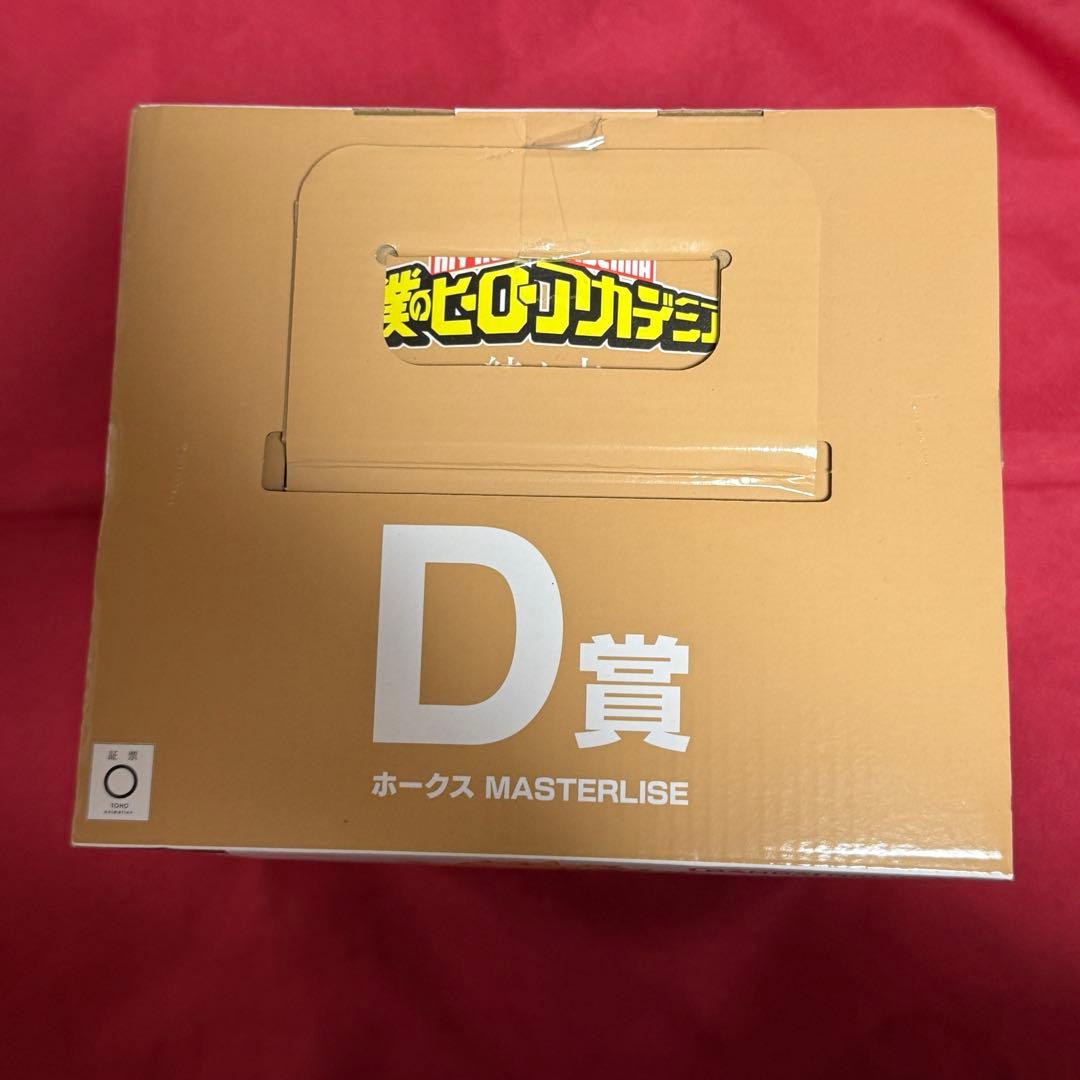 僕のヒーローアカデミア
D賞
ホークス MASTERLISE
証 票
TOHO
animation